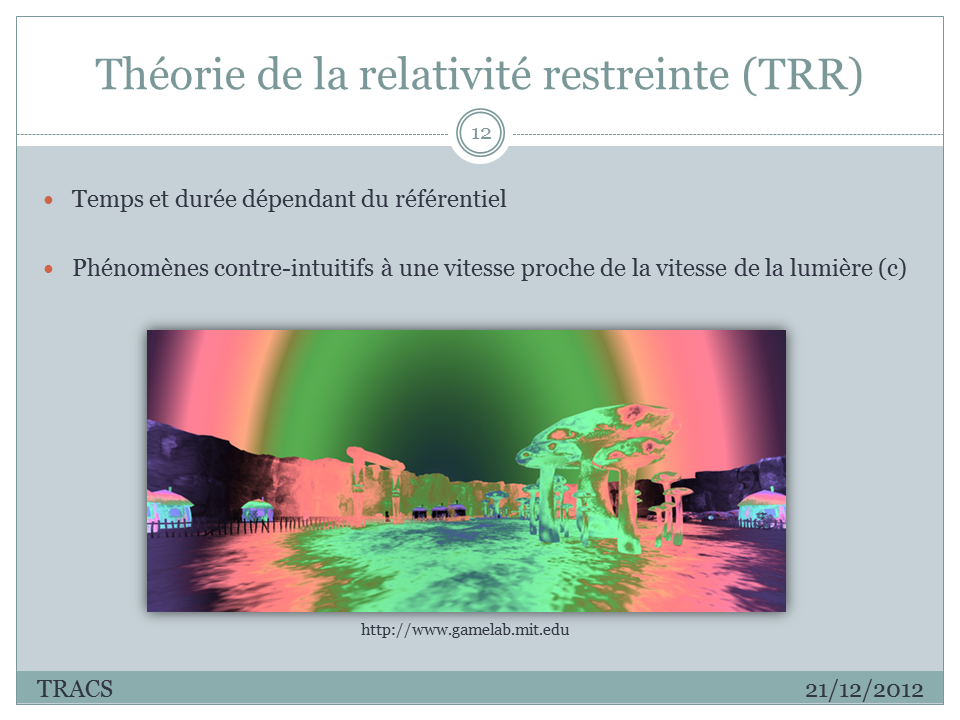 Théorie de la relativité restreinte (TRR)
12
Temps et durée dépendant du référentiel
Phénomènes contre-intuitifs à une vitesse proche de la vitesse de la lumière (c)
http://www.gamelab.mit.edu
TRACS
21/12/2012